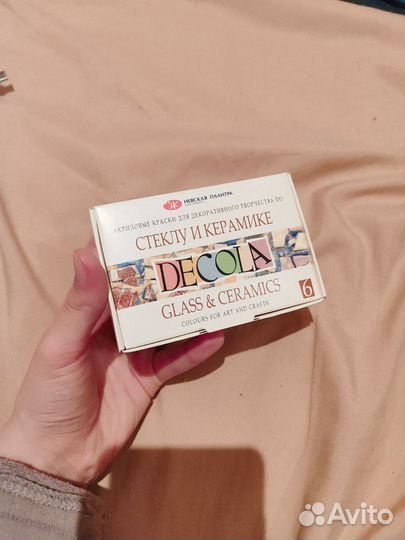 НЕВСКАЯ ПАЛИТРА
АКРИЛОВЫЕ КРАСКИ ДЛЯ ДЕКОРАТИВНОГО ТВОРЧЕСТВА ПО
СТЕКЛУ И КЕРАМИКЕ
DECOLA
GLASS & CERAMICS
COLOURS FOR ART AND CRAFTS
6
Avito